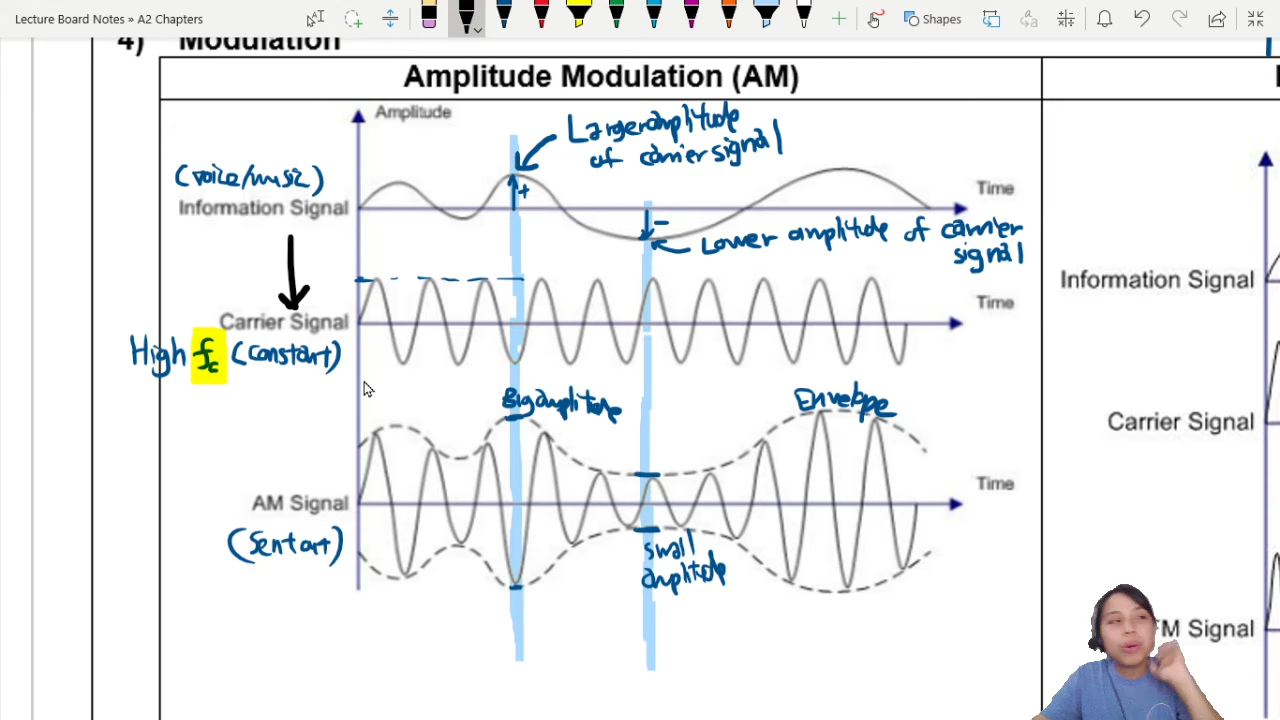 Lecture Board Notes » A2 Chapters
Shapes
4) Modulation
Amplitude Modulation (AM)
Amplitude
Larger amplitude
of carrier signal
(voice/music)
+
Time
Information Signal
-
Lower amplitude of carrier
signal
Information Signal
Time
Carrier Signal
High fc (constant)
Big amplitude
Envelope
Carrier Signal
Time
AM Signal
(Sent out)
small
amplitude
FM Signal